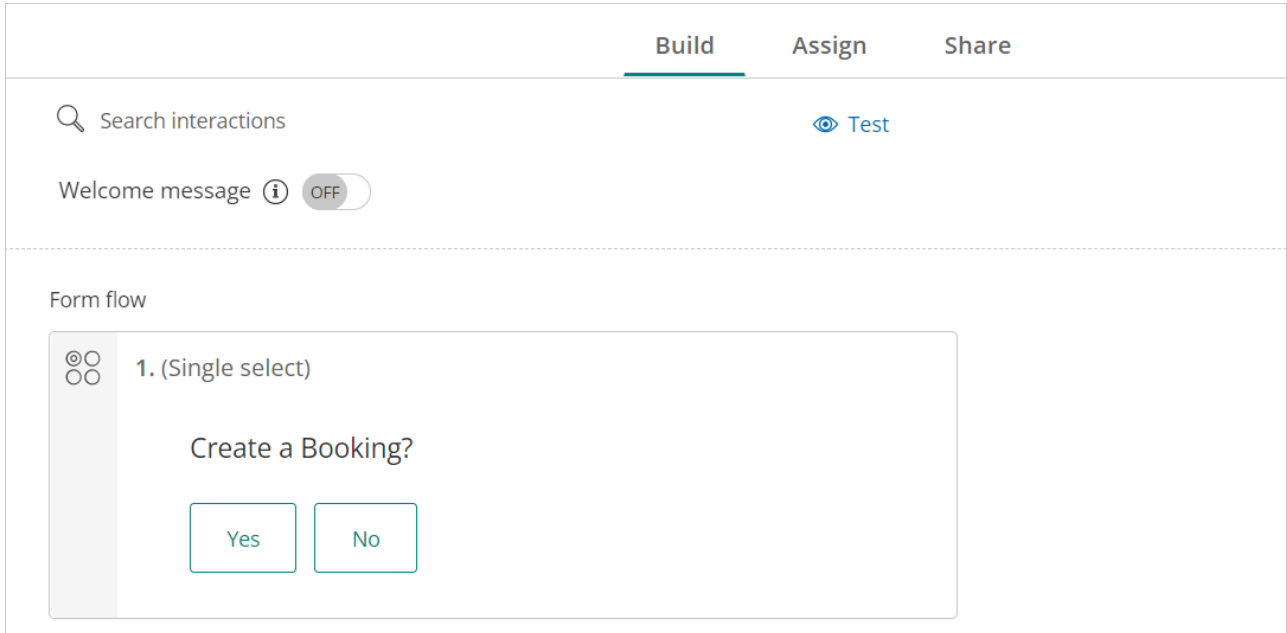 Build Assign Share
Search interactions Test
Welcome message OFF
Form flow
1. (Single select)
Create a Booking?
Yes No